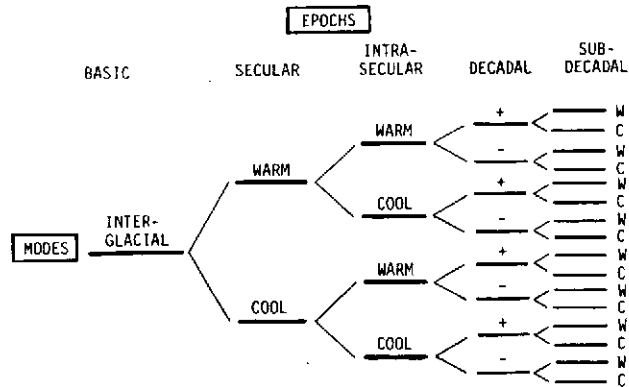 EPOCHS
BASIC SECULAR INTRA-
SECULAR DECADAL SUB-
DECADAL
MODES
INTER-
GLACIAL
WARM
COOL
WARM
COOL
WARM
COOL
+
-
+
-
+
-
+
-
W
C
W
C
W
C
W
C
W
C
W
C
W
C
W
C